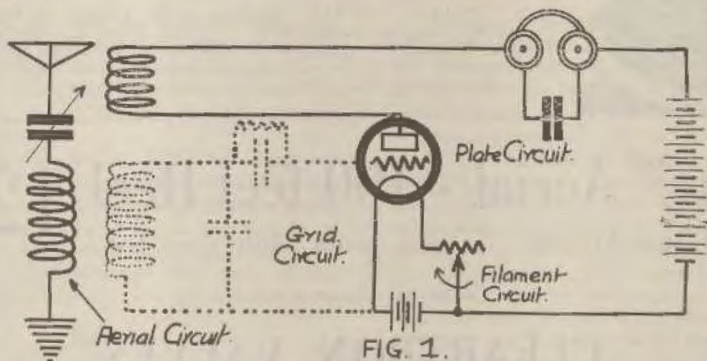 Plate Circuit.
Grid
Circuit.
Filament
Circuit.
Aerial Circuit.
FIG. 1.